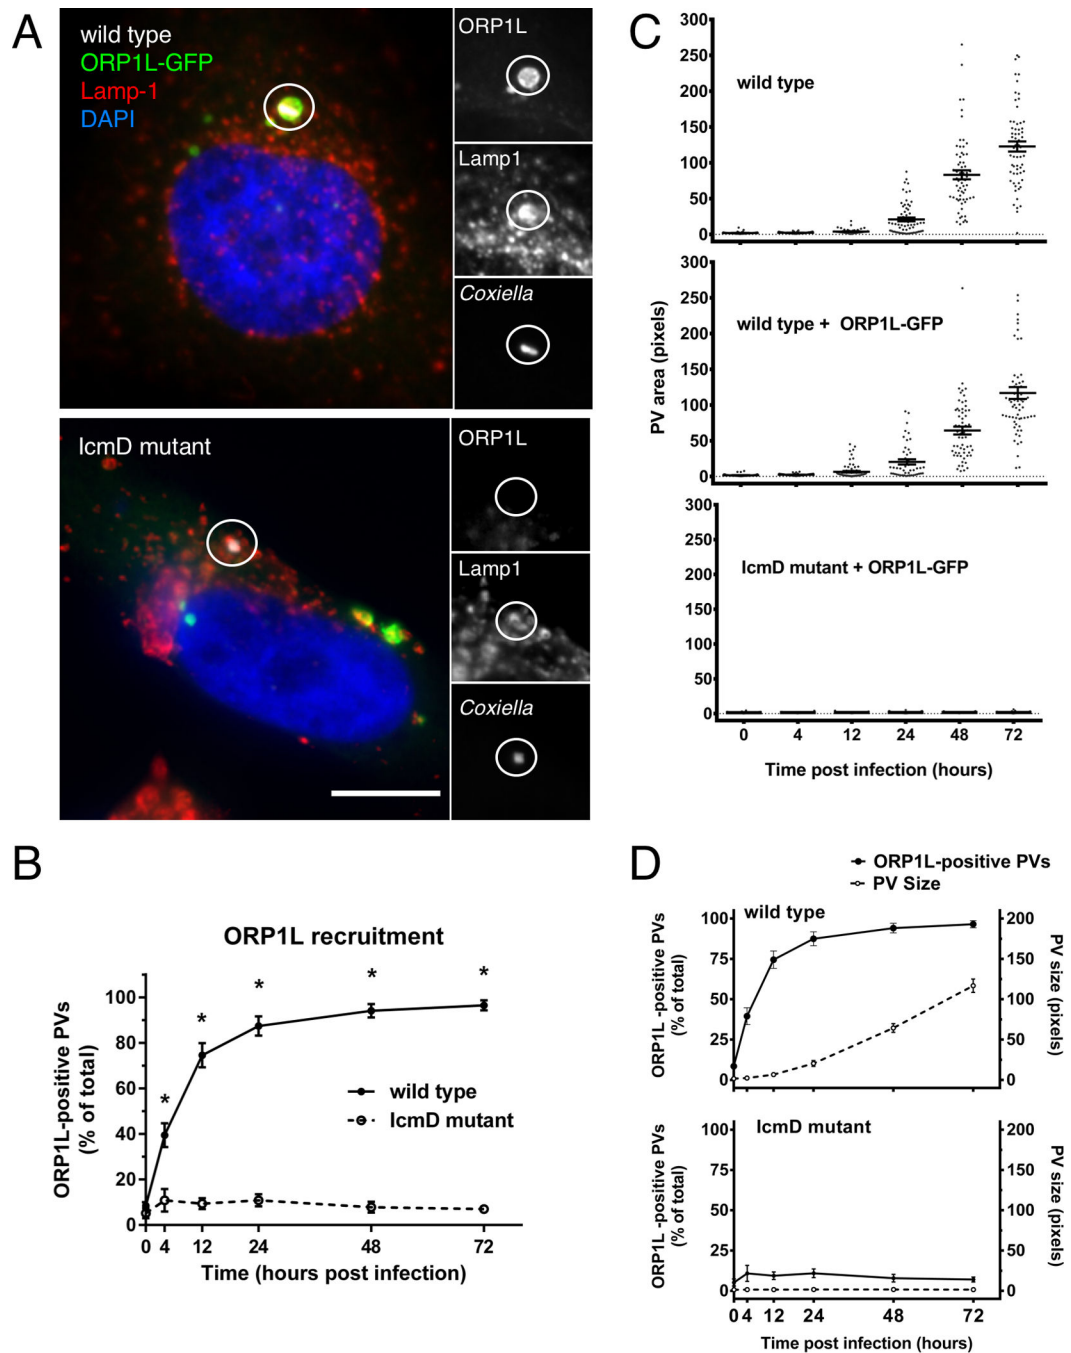 A
wild type
ORP1L-GFP
Lamp-1
DAPI
ORP1L
Lamp1
Coxiella
IcmD mutant
ORP1L
Lamp1
Coxiella
B
ORP1L recruitment
ORP1L-positive PVs
(% of total)
100
80
60
40
20
0
*
*
*
*
*
wild type
IcmD mutant
0 4 12 24 48 72
Time (hours post infection)
C
PV area (pixels)
300
250
200
150
100
50
0
wild type
300
250
200
150
100
50
0
wild type + ORP1L-GFP
300
250
200
150
100
50
0
IcmD mutant + ORP1L-GFP
0 4 12 24 48 72
Time post infection (hours)
D
ORP1L-positive PVs
PV Size
wild type
ORP1L -positive PVs
(% of total)
100
75
50
25
0
200
150
100
50
0
PV size (pixels)
IcmD mutant
ORP1L -positive PVs
(% of total)
100
75
50
25
0
200
150
100
50
0
PV size (pixels)
0 4 12 24 48 72
Time post infection (hours)